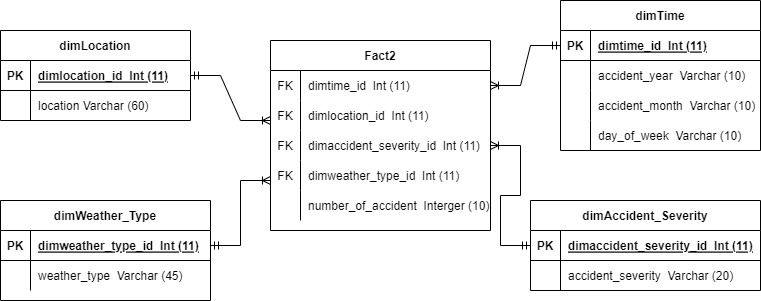 dimLocation
PK dimlocation_id Int (11)
location Varchar (60)
Fact2
FK dimtime_id Int (11)
FK dimlocation_id Int (11)
FK dimaccident_severity_id Int (11)
FK dimweather_type_id Int (11)
number_of_accident Interger (10)
dimTime
PK dimtime_id Int (11)
accident_year Varchar (10)
accident_month Varchar (10)
day_of_week Varchar (10)
dimWeather_Type
PK dimweather_type_id Int (11)
weather_type Varchar (45)
dimAccident_Severity
PK dimaccident_severity_id Int (11)
accident_severity Varchar (20)